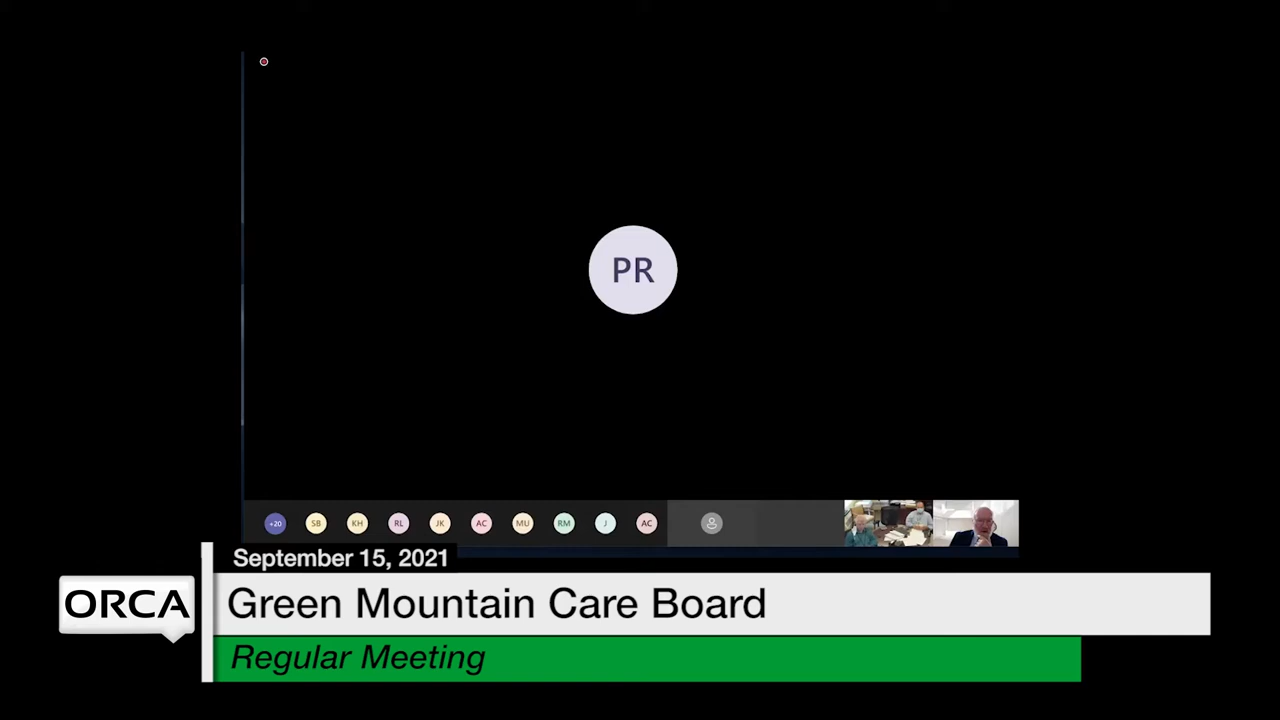 PR
+20 SB KH RL JK AC MU RM J AC
September 15, 2021
ORCA
Green Mountain Care Board
Regular Meeting